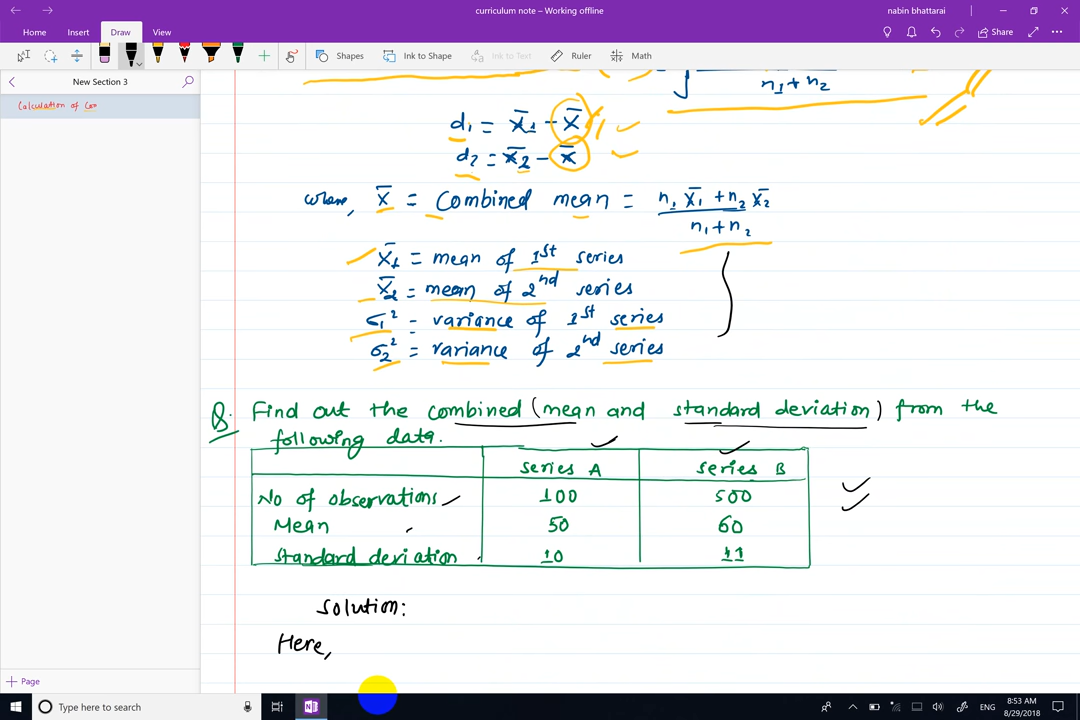 curriculum note – Working offline
nabin bhattarai
Home Insert Draw View
Share
Shapes Ink to Shape Ink to Text Ruler Math
New Section 3
Calculation of Com
n₁ + n₂
d₁ = x̄₁ - x̄
d₂ = x̄₂ - x̄
where, x̄ = Combined mean = n₁ x̄₁ + n₂ x̄₂
n₁ + n₂
x̄₁ = mean of 1st series
x̄₂ = mean of 2nd series
σ₁² = variance of 1st series
σ₂² = variance of 2nd series
Q. Find out the combined (mean and standard deviation) from the
following data.
series A series B
No of observations 100 500
Mean 50 60
Standard deviation 10 11
Solution:
Here,
+ Page
Type here to search
ENG
8:53 AM
8/29/2018